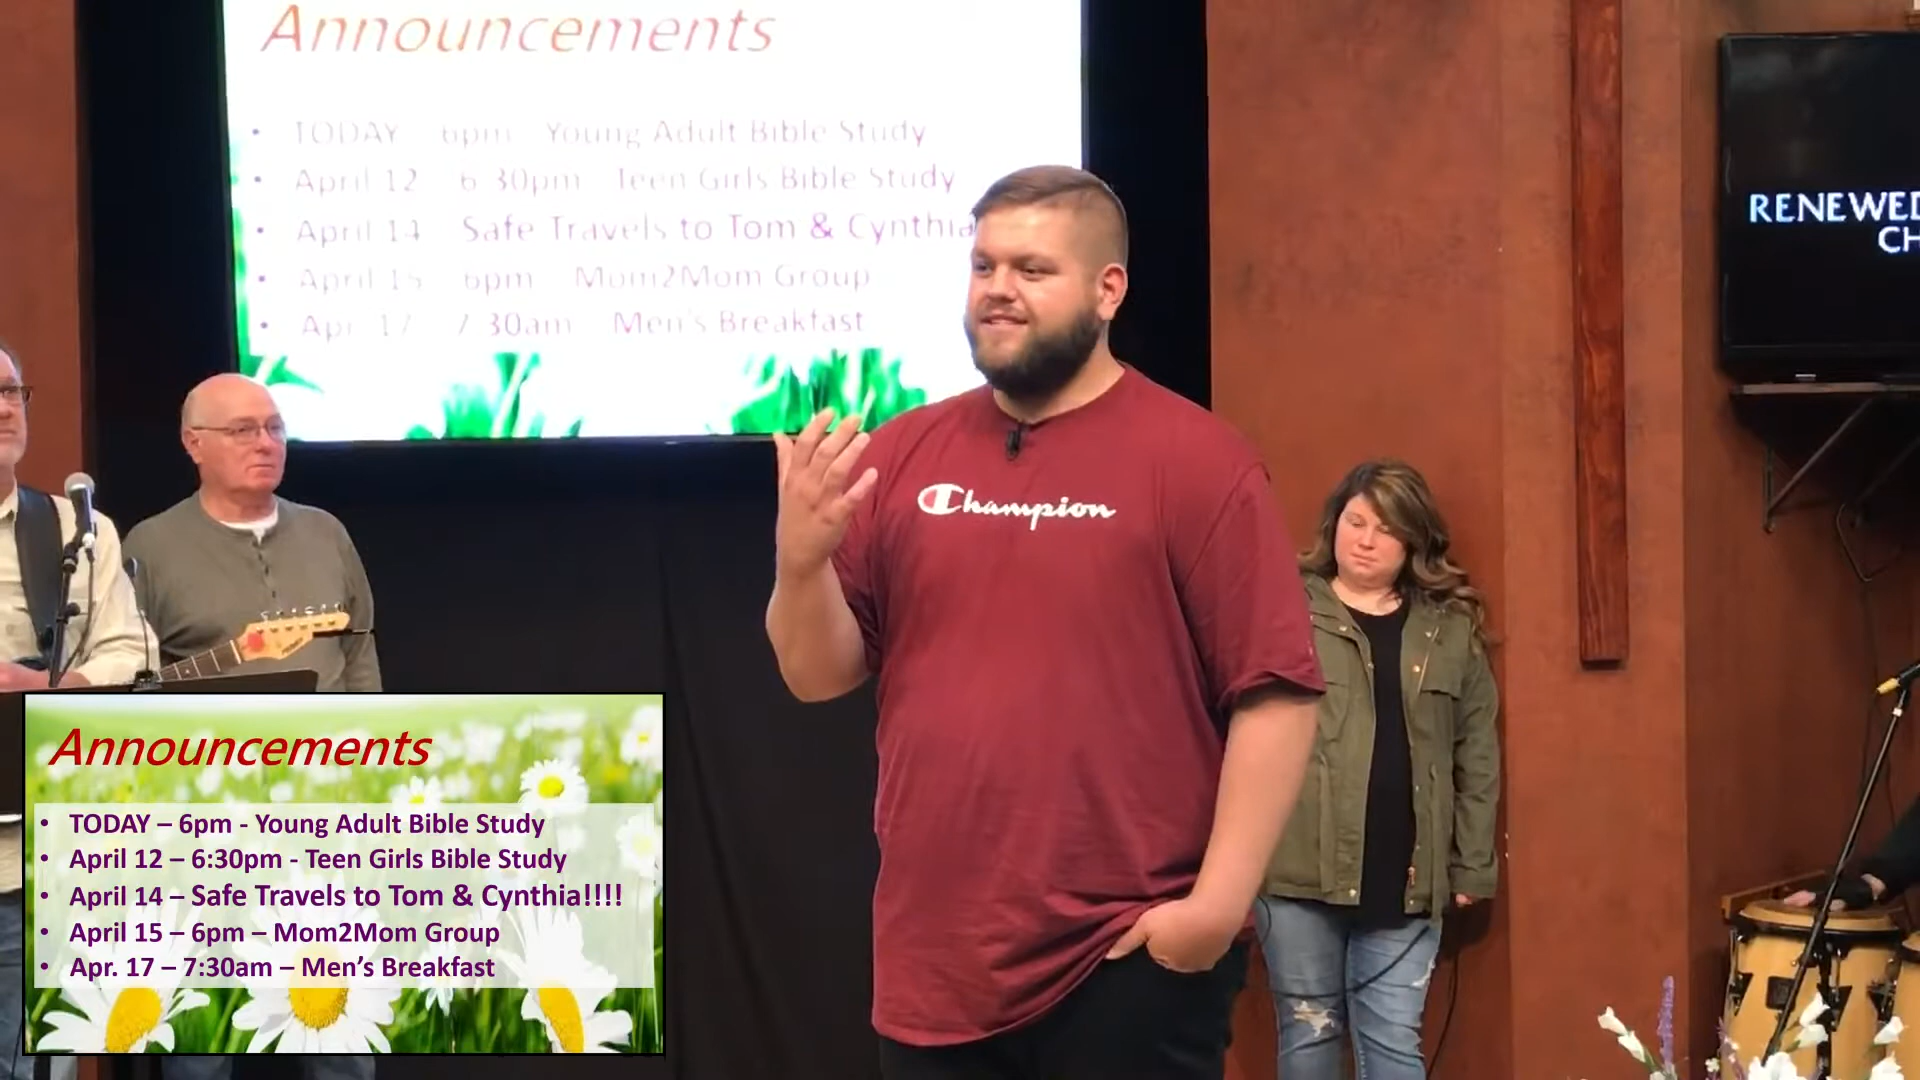 Announcements
• TODAY 6pm Young Adult Bible Study
• April 12 6 30pm Teen Girls Bible Study
• April 14 Safe Travels to Tom & Cynthia
• April 15 6pm Mom2Mom Group
• Apr. 17 7 30am Men's Breakfast
RENEWED
CH
Champion
Announcements
• TODAY – 6pm - Young Adult Bible Study
• April 12 – 6:30pm - Teen Girls Bible Study
• April 14 – Safe Travels to Tom & Cynthia!!!!
• April 15 – 6pm – Mom2Mom Group
• Apr. 17 – 7:30am – Men’s Breakfast